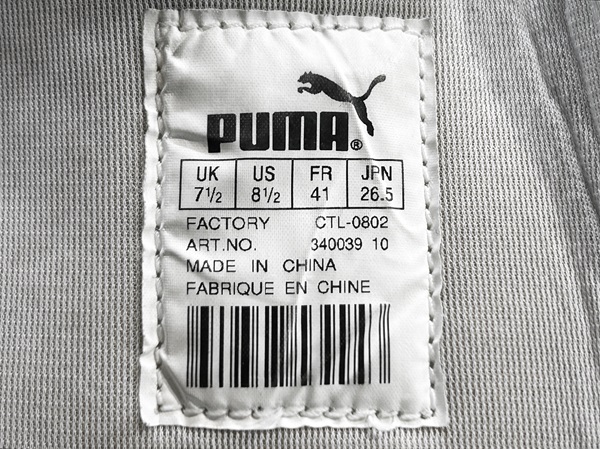 PUMA®
UK US FR JPN
7½ 8½ 41 26.5
FACTORY CTL-0802
ART.NO. 340039 10
MADE IN CHINA
FABRIQUE EN CHINE